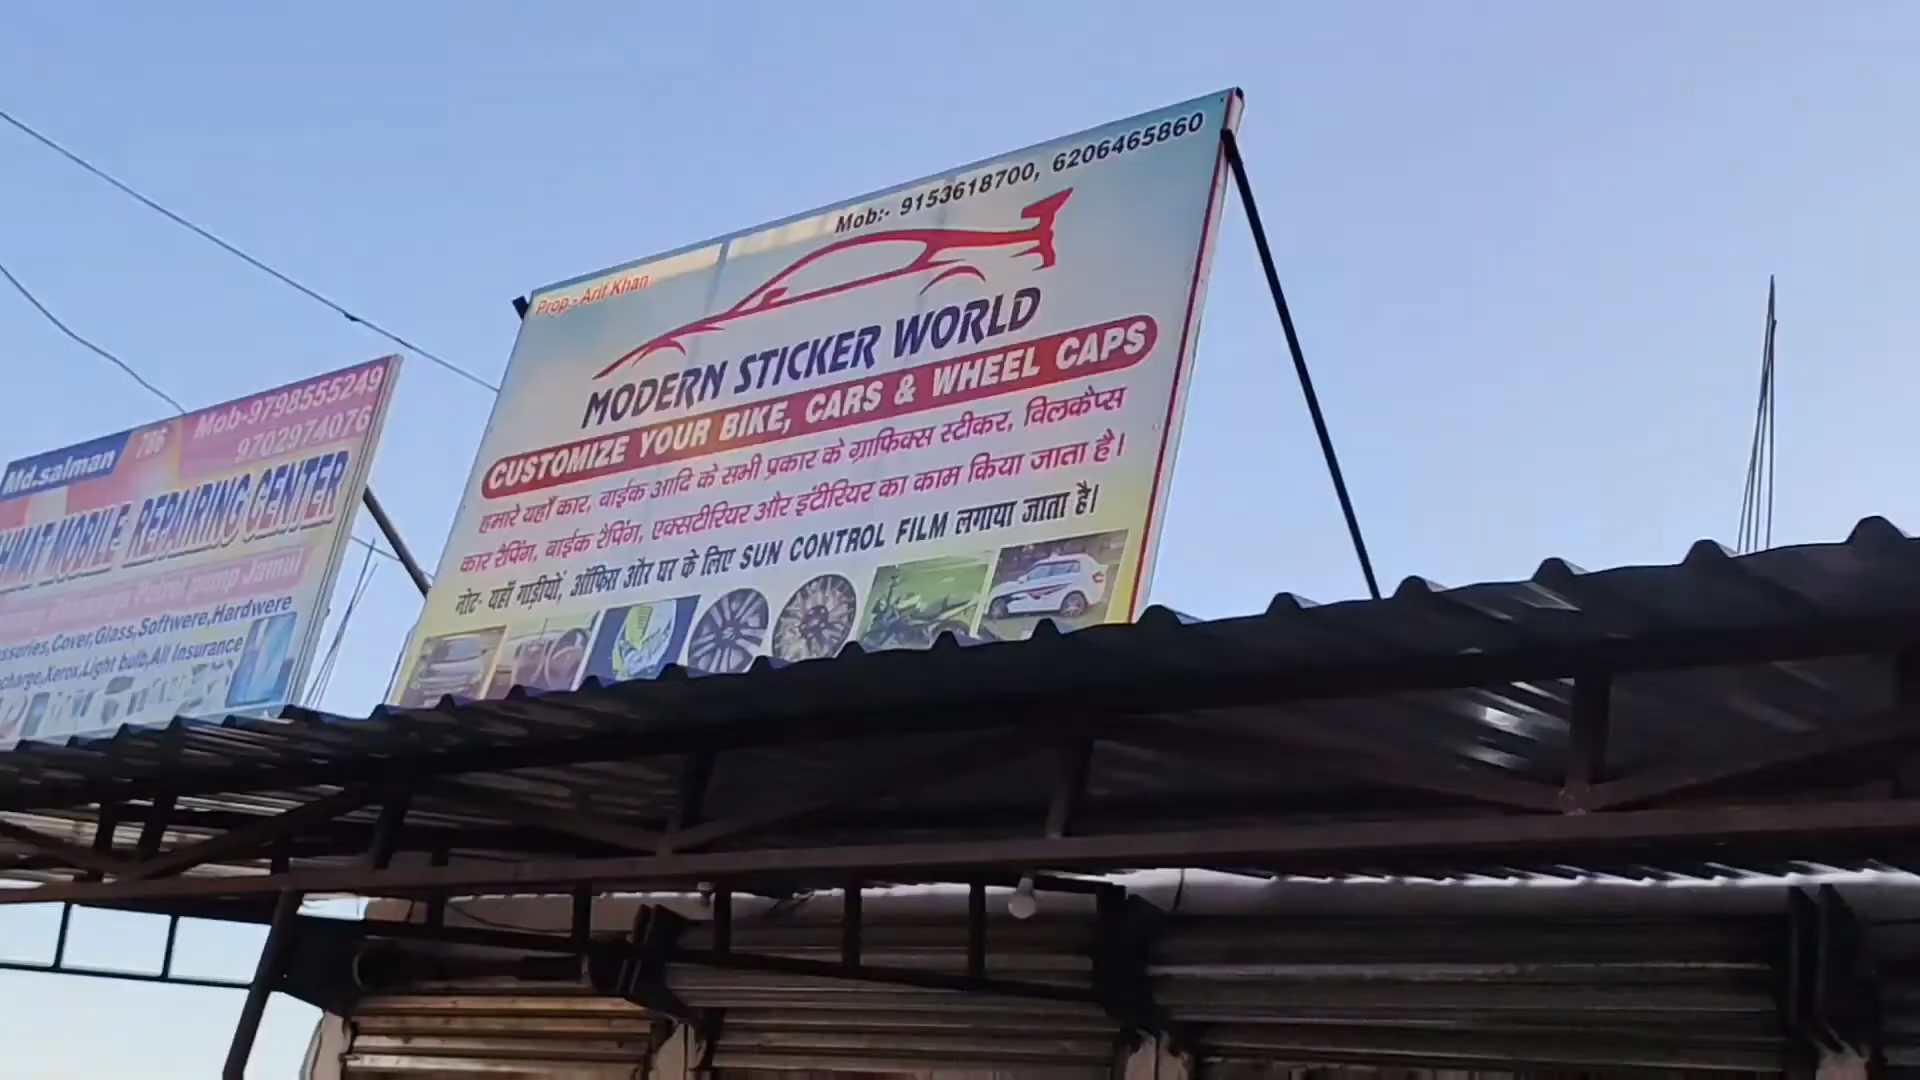 Md.salman
786
Mob-9798555249
9702974076
MOBILE REPAIRING CENTER
Petrol pump Jamui
Cover,Glass,Softwere,Hardwere
Xerox,Light bulb,All Insurance
Prop:- Arif Khan
Mob:- 9153618700, 6206465860
MODERN STICKER WORLD
CUSTOMIZE YOUR BIKE, CARS & WHEEL CAPS
हमारे यहाँ कार, बाईक आदि के सभी प्रकार के ग्राफिक्स स्टीकर, विलकैप्स
कार रैपिंग, बाईक रैपिंग, एक्सटीरियर और इंटीरियर का काम किया जाता है।
नोट- यहाँ गाड़ीयों, ऑफिस और घर के लिए SUN CONTROL FILM लगाया जाता है।